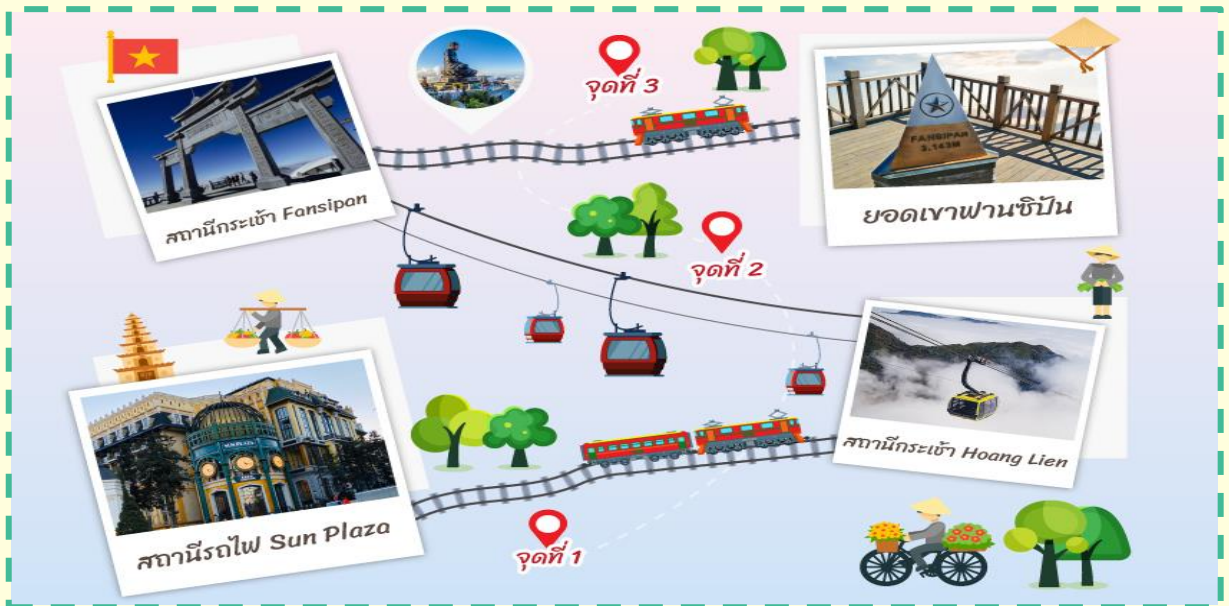 จุดที่ 3
FANSIPAN
3.143M
สถานีกระเช้า Fansipan
ยอดเขาฟานซิปัน
จุดที่ 2
SUN PLAZA
สถานีกระเช้า Hoang Lien
สถานีรถไฟ Sun Plaza
จุดที่ 1